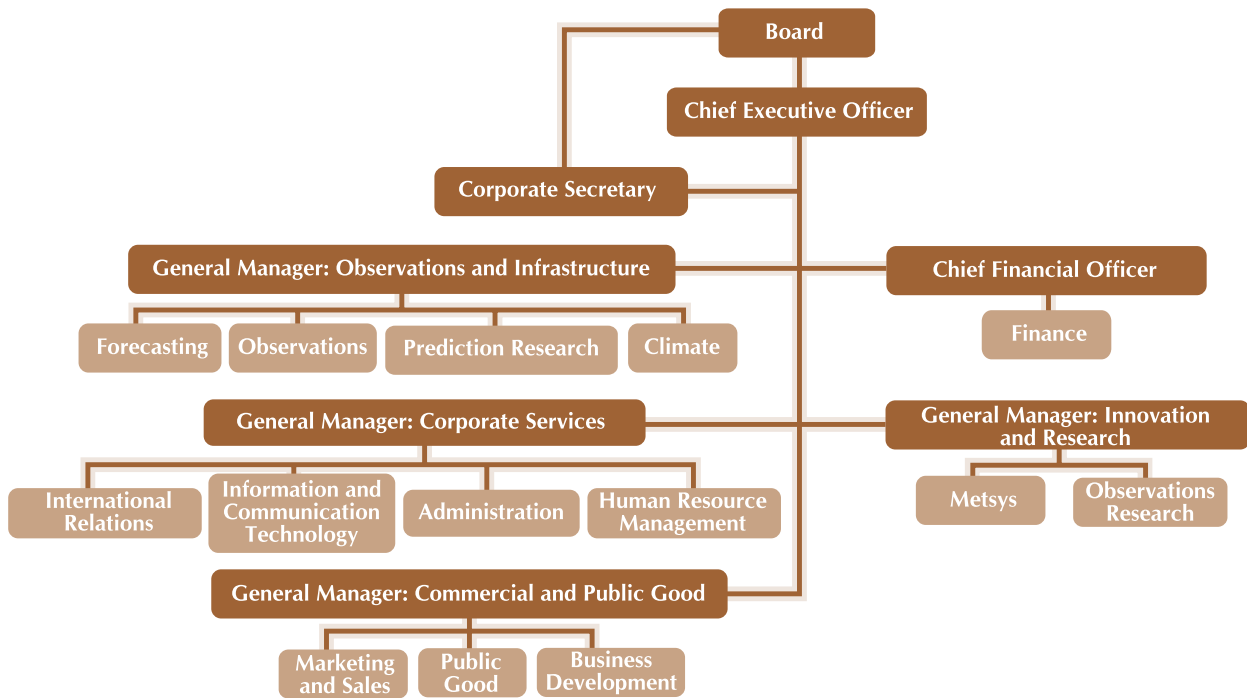 Board
Chief Executive Officer
Corporate Secretary
General Manager: Observations and Infrastructure
Chief Financial Officer
Forecasting
Observations
Prediction Research
Climate
Finance
General Manager: Corporate Services
General Manager: Innovation
and Research
International
Relations
Information and
Communication
Technology
Administration
Human Resource
Management
Metsys
Observations
Research
General Manager: Commercial and Public Good
Marketing
and Sales
Public
Good
Business
Development